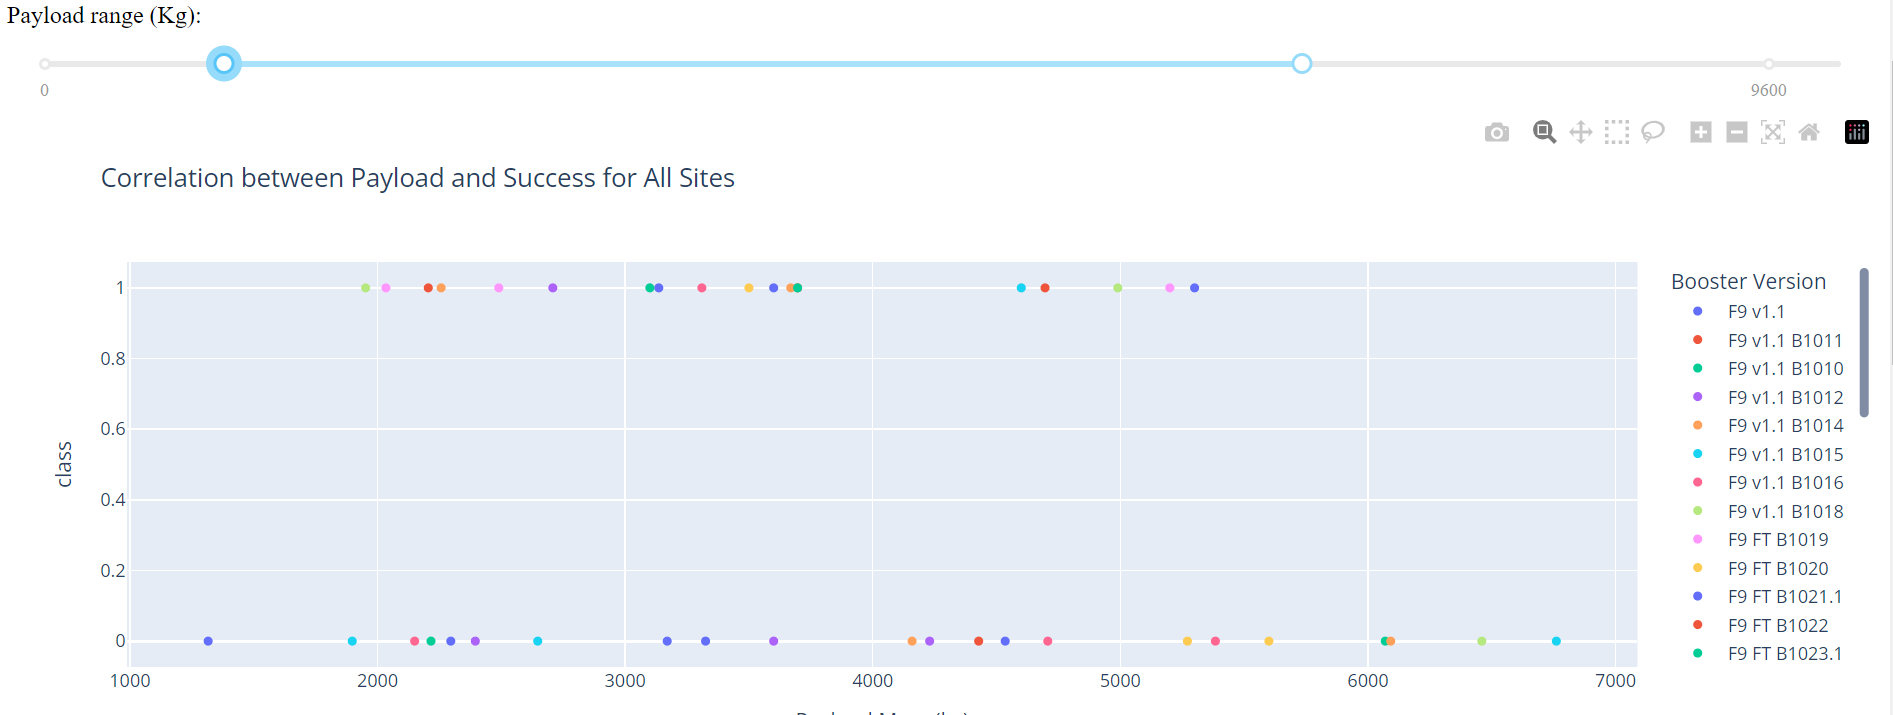 Payload range (Kg):
0
9600
Correlation between Payload and Success for All Sites
1
0.8
0.6
0.4
0.2
0
class
1000 2000 3000 4000 5000 6000 7000
Booster Version
F9 v1.1
F9 v1.1 B1011
F9 v1.1 B1010
F9 v1.1 B1012
F9 v1.1 B1014
F9 v1.1 B1015
F9 v1.1 B1016
F9 v1.1 B1018
F9 FT B1019
F9 FT B1020
F9 FT B1021.1
F9 FT B1022
F9 FT B1023.1